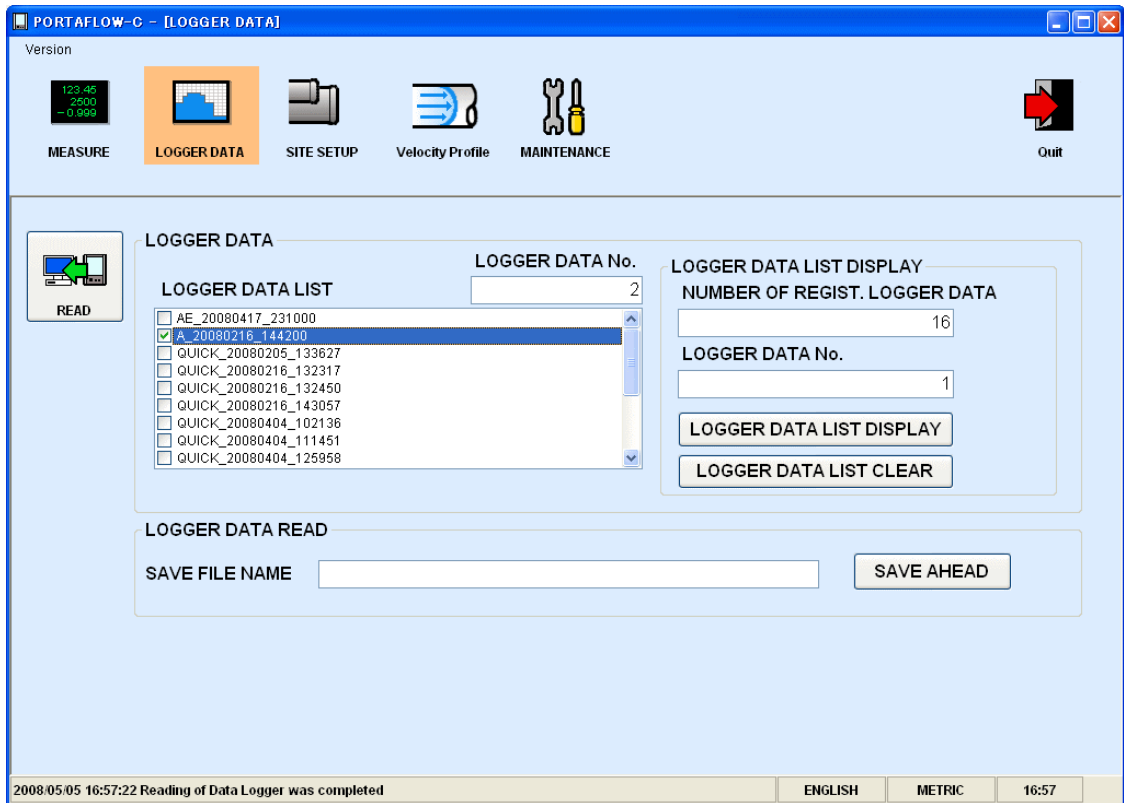 PORTAFLOW-C - [LOGGER DATA]
Version
123.45
2500
-0.999
MEASURE
LOGGER DATA
SITE SETUP
Velocity Profile
MAINTENANCE
Quit
READ
LOGGER DATA
LOGGER DATA No.
2
LOGGER DATA LIST
AE_20080417_231000
A_20080216_144200
QUICK_20080205_133627
QUICK_20080216_132317
QUICK_20080216_132450
QUICK_20080216_143057
QUICK_20080404_102136
QUICK_20080404_111451
QUICK_20080404_125958
LOGGER DATA LIST DISPLAY
NUMBER OF REGIST. LOGGER DATA
16
LOGGER DATA No.
1
LOGGER DATA LIST DISPLAY
LOGGER DATA LIST CLEAR
LOGGER DATA READ
SAVE FILE NAME
SAVE AHEAD
2008/05/05 16:57:22 Reading of Data Logger was completed
ENGLISH
METRIC
16:57